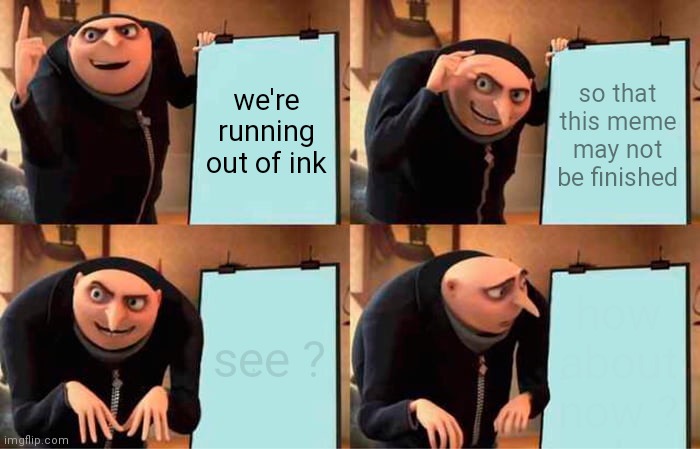 we're
running
out of ink
so that
this meme
may not
be finished
see ?
how
about
now ?
imgflip.com